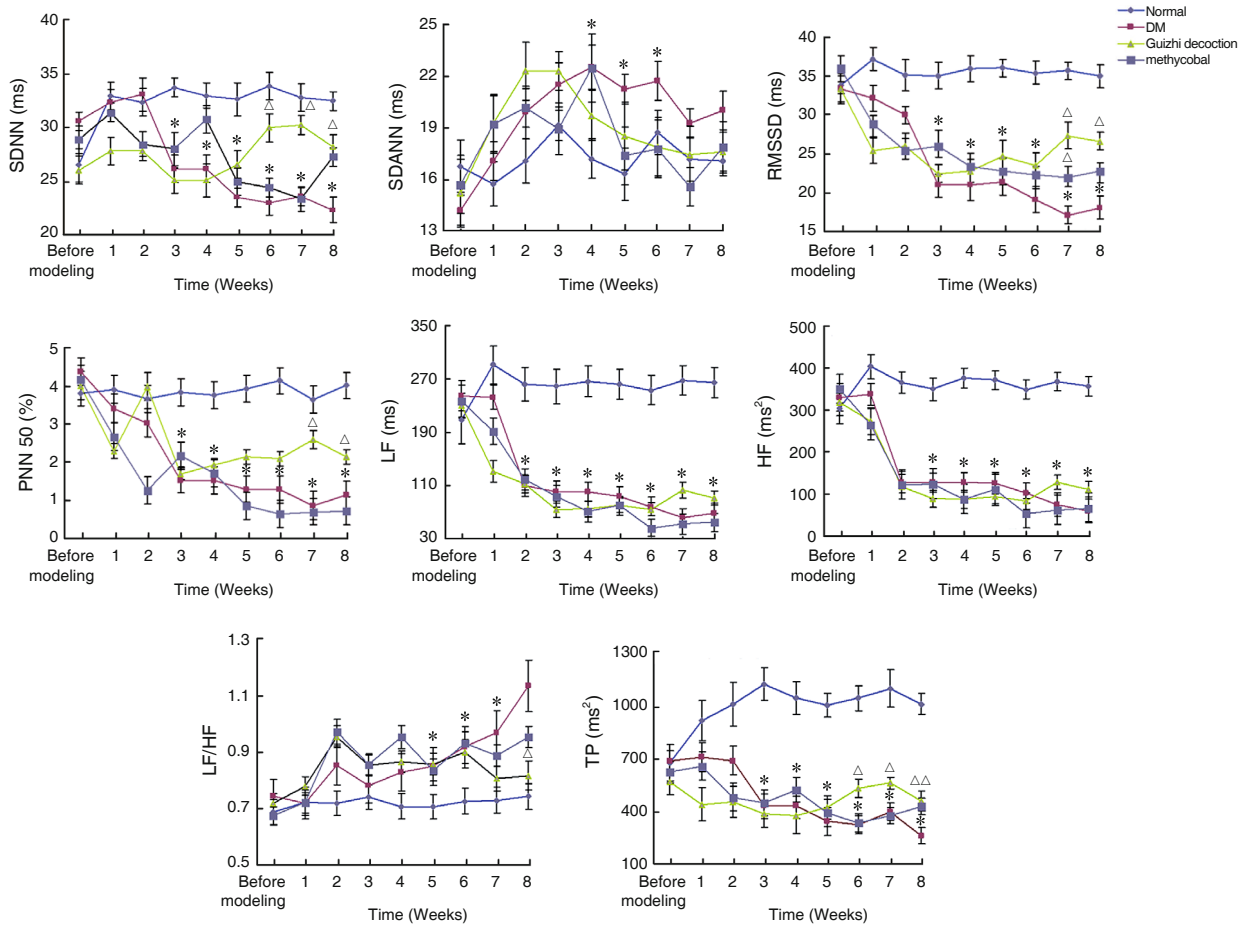 Normal
DM
Guizhi decoction
methycobal
SDNN (ms)
40
35
33
30
25
20
Before modeling 1 2 3 4 5 6 7 8
Time (Weeks)
* * * * * * *
△ △ △
SDANN (ms)
25
22
19
16
13
Before modeling 1 2 3 4 5 6 7 8
Time (Weeks)
* * *
RMSSD (ms)
40
35
30
25
20
15
Before modeling 1 2 3 4 5 6 7 8
Time (Weeks)
* * * * * *
△ △ △
PNN 50 (%)
5
4
3
2
1
0
Before modeling 1 2 3 4 5 6 7 8
Time (Weeks)
* * * * * *
△ △
LF (ms)
350
270
190
110
30
Before modeling 1 2 3 4 5 6 7 8
Time (Weeks)
* * * * * * *
HF (ms²)
500
400
300
200
100
0
Before modeling 1 2 3 4 5 6 7 8
Time (Weeks)
* * * * * *
LF/HF
1.3
1.1
0.9
0.7
0.5
Before modeling 1 2 3 4 5 6 7 8
Time (Weeks)
* * *
△
TP (ms²)
1300
1000
700
400
100
Before modeling 1 2 3 4 5 6 7 8
Time (Weeks)
* * * * * *
△ △ △△